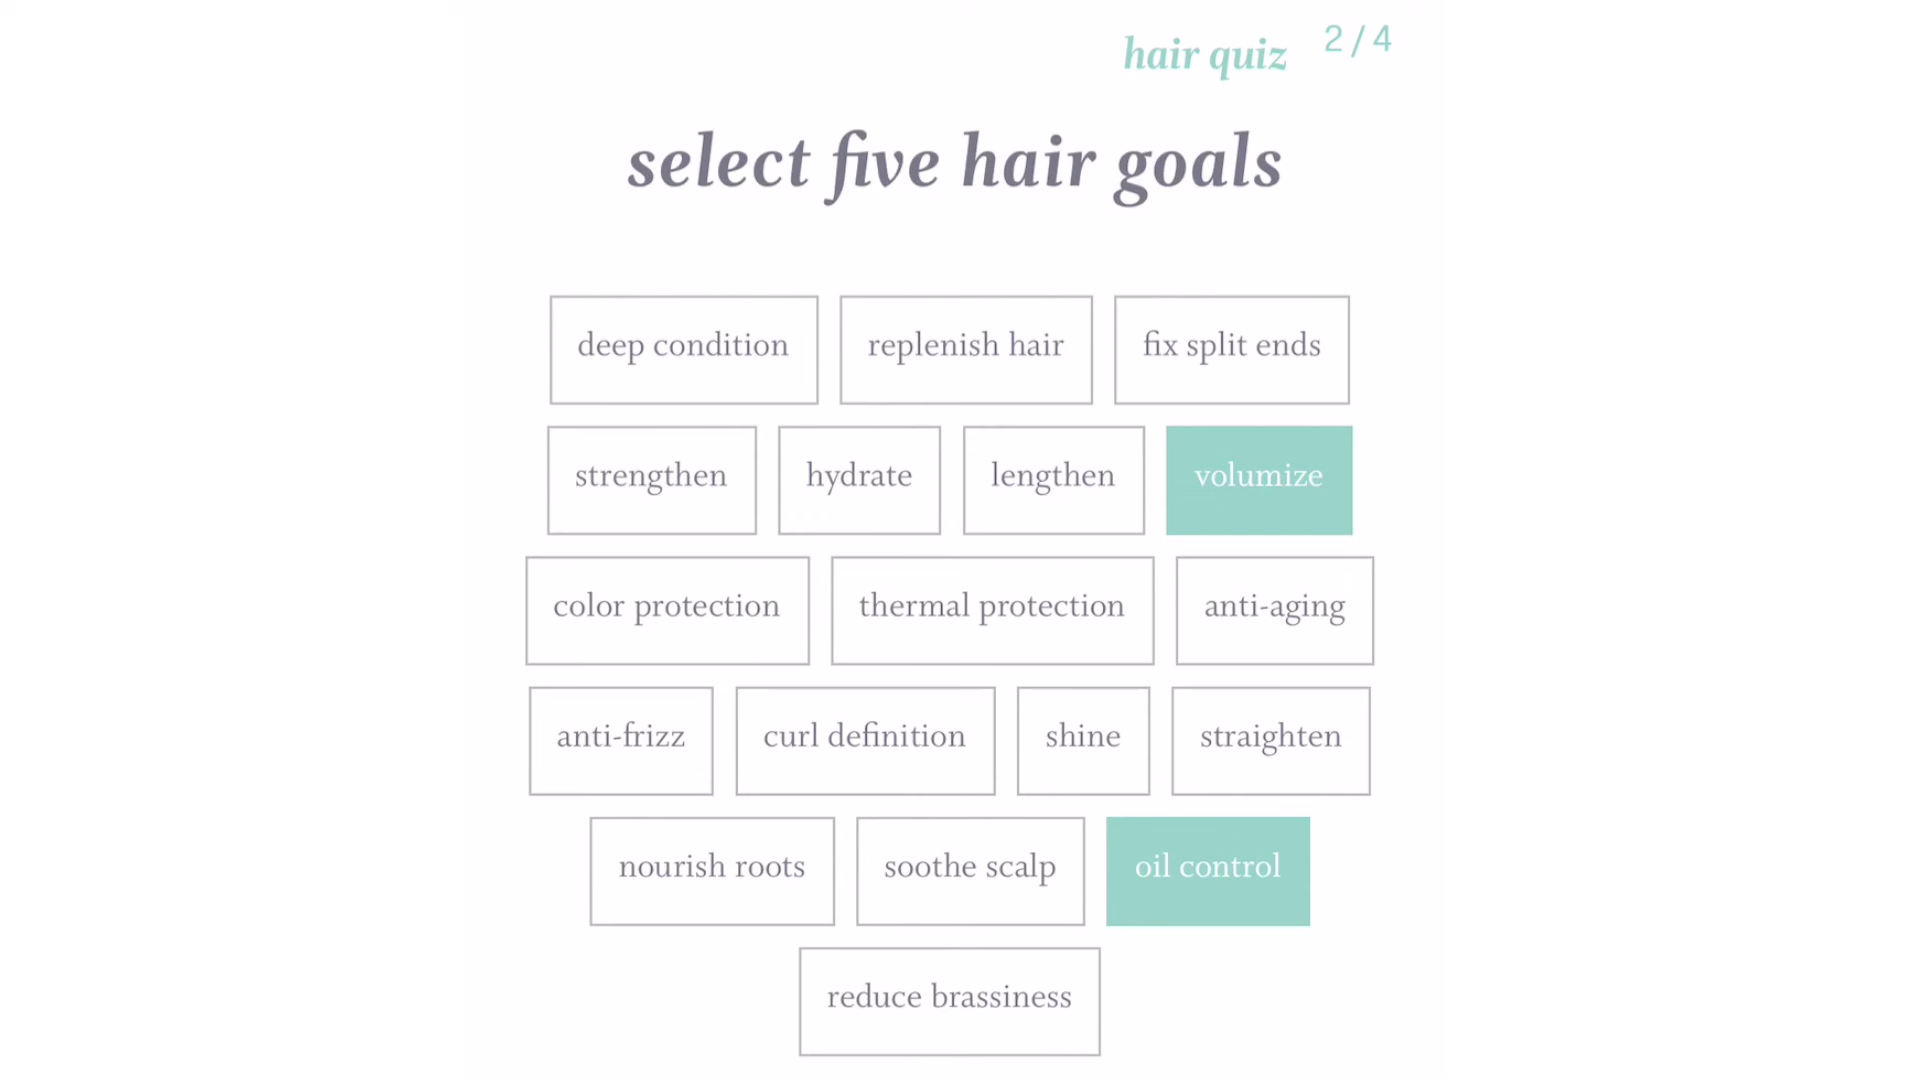 hair quiz 2 / 4
select five hair goals
deep condition replenish hair fix split ends
strengthen hydrate lengthen volumize
color protection thermal protection anti-aging
anti-frizz curl definition shine straighten
nourish roots soothe scalp oil control
reduce brassiness